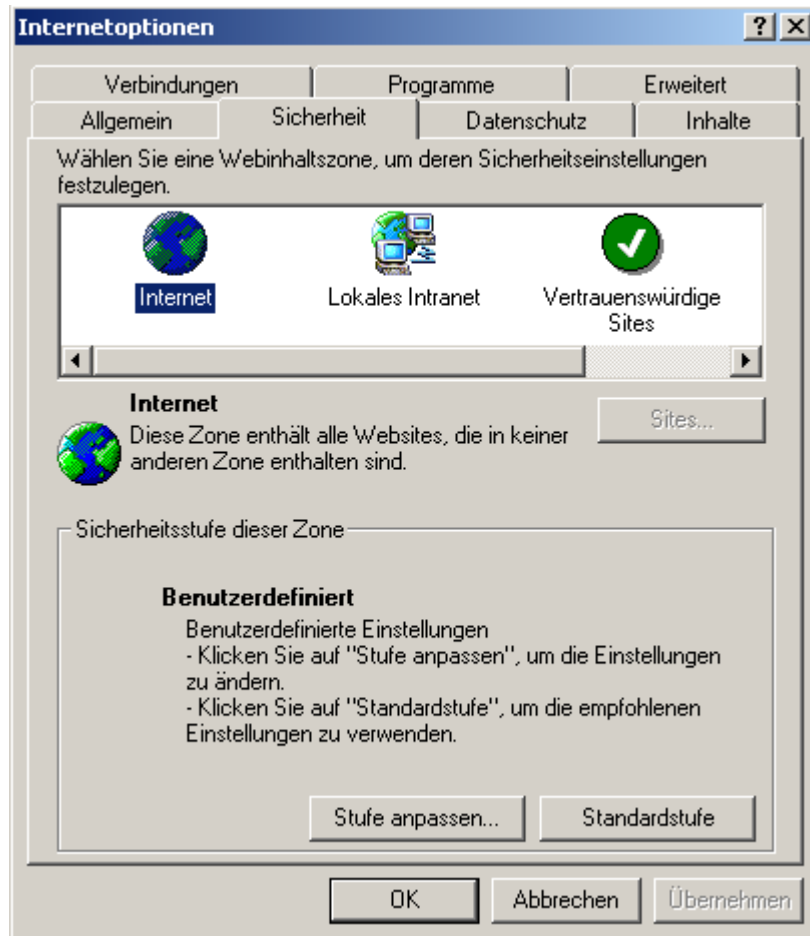 Internetoptionen
Verbindungen Programme Erweitert
Allgemein Sicherheit Datenschutz Inhalte
Wählen Sie eine Webinhaltszone, um deren Sicherheitseinstellungen
festzulegen.
Internet Lokales Intranet Vertrauenswürdige
Sites
Internet
Sites...
Diese Zone enthält alle Websites, die in keiner
anderen Zone enthalten sind.
Sicherheitsstufe dieser Zone
Benutzerdefiniert
Benutzerdefinierte Einstellungen
- Klicken Sie auf "Stufe anpassen", um die Einstellungen
zu ändern.
- Klicken Sie auf "Standardstufe", um die empfohlenen
Einstellungen zu verwenden.
Stufe anpassen... Standardstufe
OK Abbrechen Übernehmen